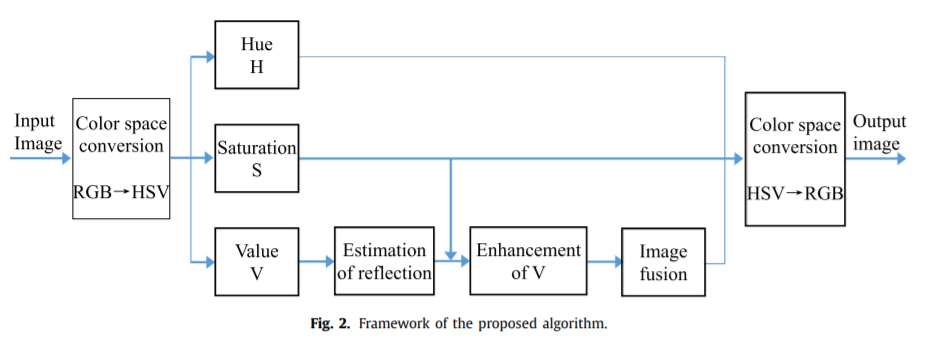 Hue
H
Input
Image
Color space
conversion
RGB→HSV
Saturation
S
Color space
conversion
HSV→RGB
Output
image
Value
V
Estimation
of reflection
Enhancement
of V
Image
fusion
Fig. 2. Framework of the proposed algorithm.